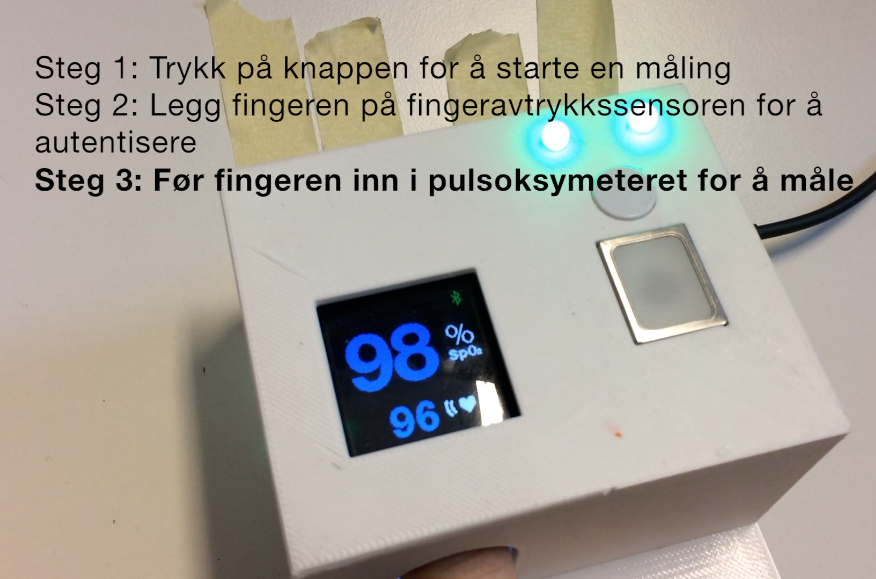 Steg 1: Trykk på knappen for å starte en måling
Steg 2: Legg fingeren på fingeravtrykkssensoren for å
autentisere
Steg 3: Før fingeren inn i pulsoksymeteret for å måle
98 %
SpO₂
96